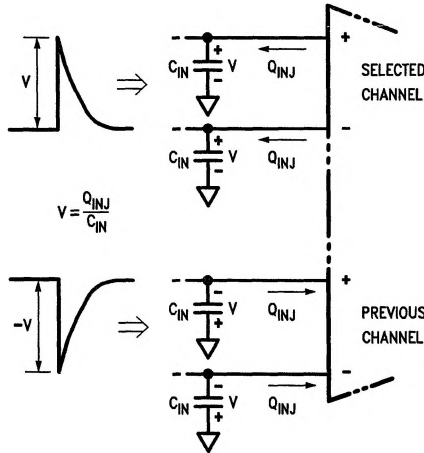 +
V
C_IN
V
-
Q_INJ
+
SELECTED
CHANNEL
V
+
C_IN
V
-
Q_INJ
-
V = Q_INJ / C_IN
-V
-
C_IN
V
+
Q_INJ
+
PREVIOUS
CHANNEL
-
C_IN
V
+
Q_INJ
-